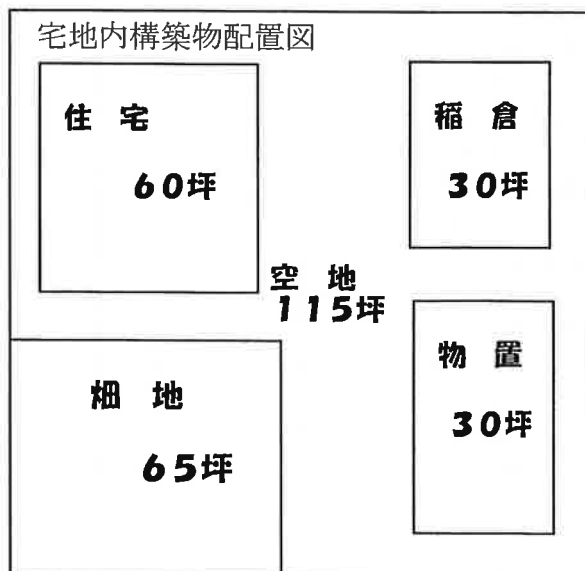 宅地内構築物配置図
住 宅
60坪
稲 倉
30坪
空 地
115坪
畑 地
65坪
物 置
30坪